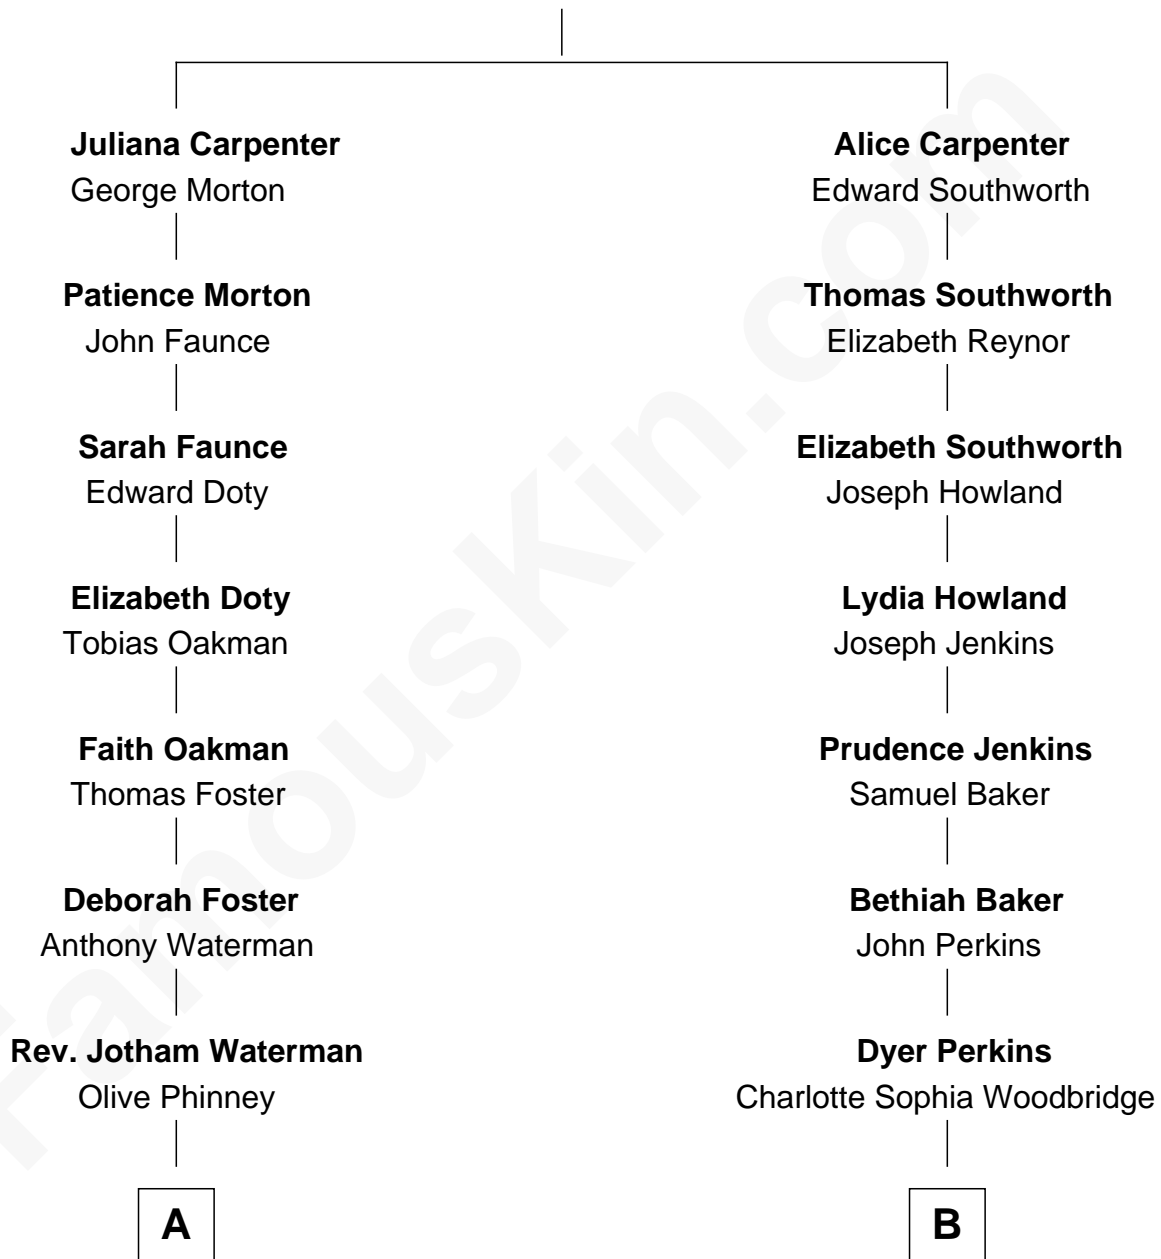 Juliana Carpenter
George Morton
Alice Carpenter
Edward Southworth
Patience Morton
John Faunce
Thomas Southworth
Elizabeth Reynor
Sarah Faunce
Edward Doty
Elizabeth Southworth
Joseph Howland
Elizabeth Doty
Tobias Oakman
Lydia Howland
Joseph Jenkins
Faith Oakman
Thomas Foster
Prudence Jenkins
Samuel Baker
Deborah Foster
Anthony Waterman
Bethiah Baker
John Perkins
Rev. Jotham Waterman
Olive Phinney
Dyer Perkins
Charlotte Sophia Woodbridge
A
B
FamousKin.com